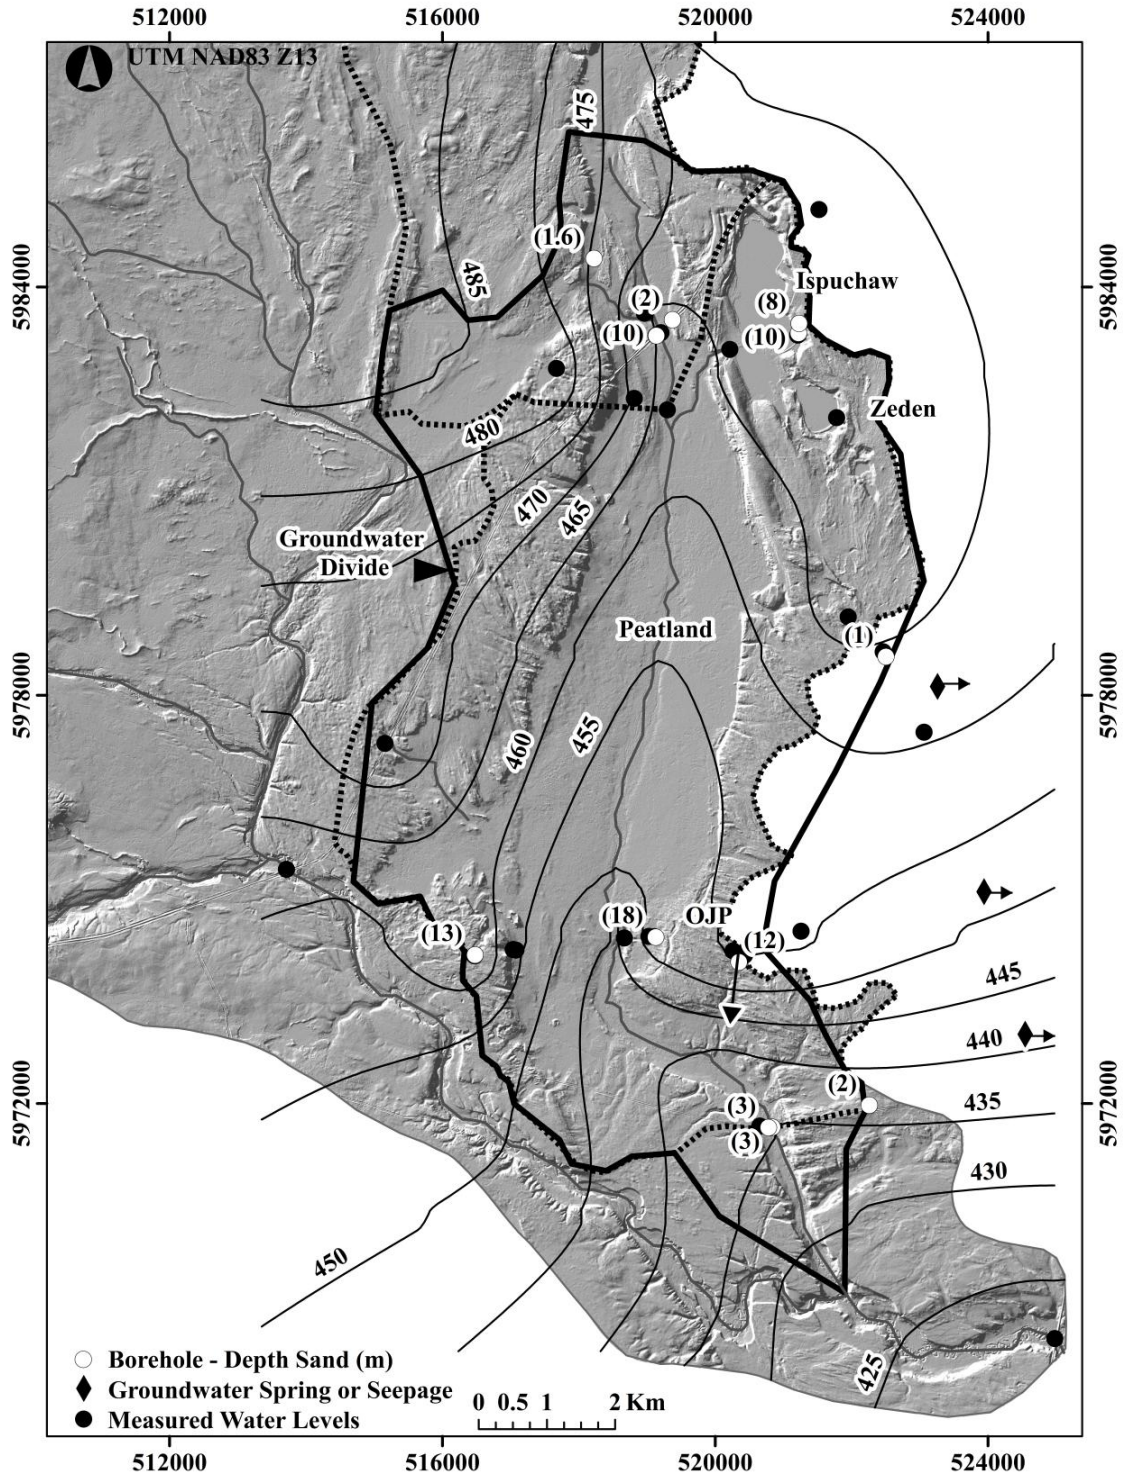 512000 516000 520000 524000
UTM NAD83 Z13
475
(1.6)
485
5984000
Ispuchaw
5984000
(2)
(8)
(10)
(10)
Zeden
480
470
465
Groundwater
Divide
Peatland
(1)
5978000
5978000
455
460
OJP
(18)
(12)
(13)
445
440
(2)
5972000
(3)
435
5972000
(3)
430
450
425
Borehole - Depth Sand (m)
Groundwater Spring or Seepage
Measured Water Levels
0 0.5 1 2 Km
512000 516000 520000 524000